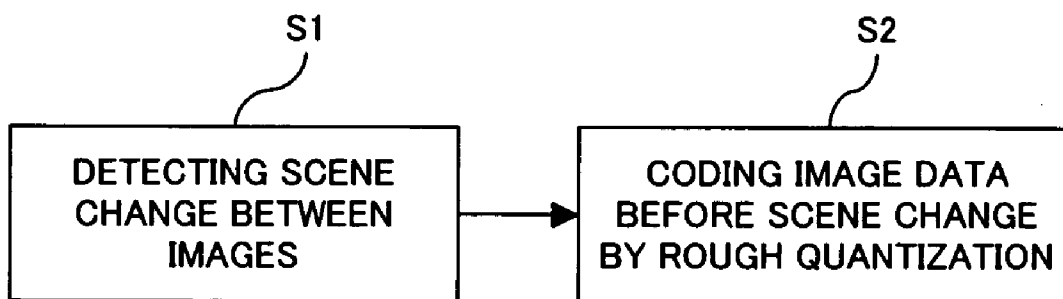 S1
S2
DETECTING SCENE
CHANGE BETWEEN
IMAGES
CODING IMAGE DATA
BEFORE SCENE CHANGE
BY ROUGH QUANTIZATION